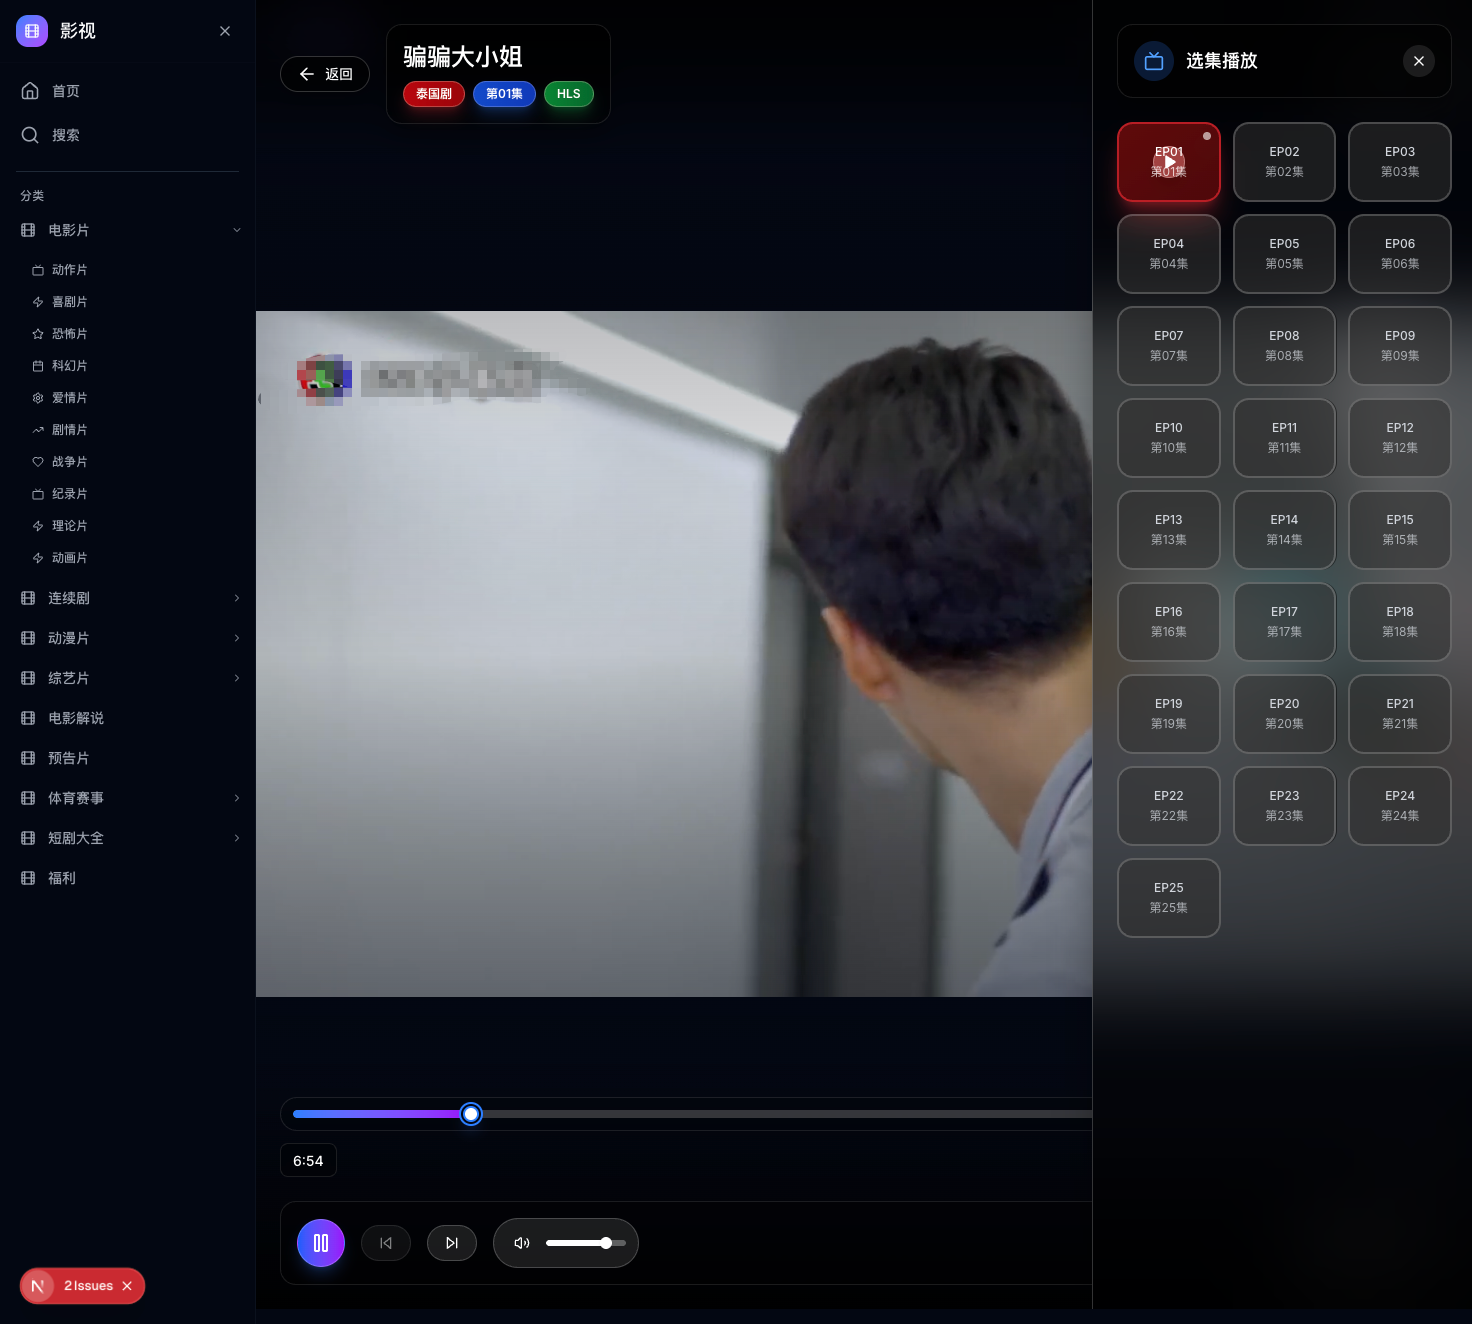 影视
首页
搜索
分类
电影片
动作片
喜剧片
恐怖片
科幻片
爱情片
剧情片
战争片
纪录片
理论片
动画片
连续剧
动漫片
综艺片
电影解说
预告片
体育赛事
短剧大全
福利
N 2 Issues
返回
骗骗大小姐
泰国剧 第01集 HLS
6:54
选集播放
EP01
第01集
EP02
第02集
EP03
第03集
EP04
第04集
EP05
第05集
EP06
第06集
EP07
第07集
EP08
第08集
EP09
第09集
EP10
第10集
EP11
第11集
EP12
第12集
EP13
第13集
EP14
第14集
EP15
第15集
EP16
第16集
EP17
第17集
EP18
第18集
EP19
第19集
EP20
第20集
EP21
第21集
EP22
第22集
EP23
第23集
EP24
第24集
EP25
第25集